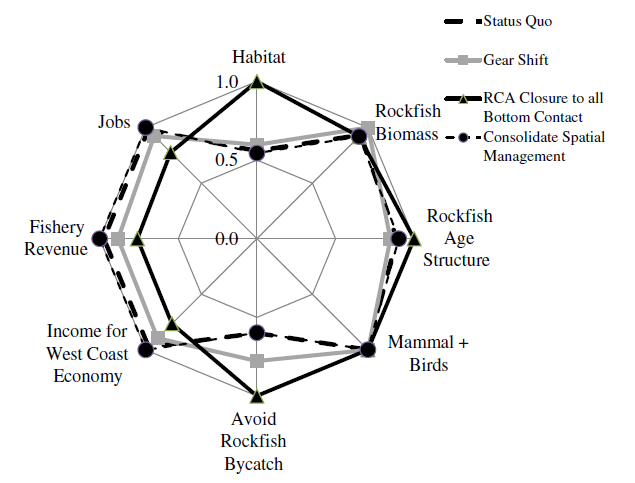 Status Quo
Gear Shift
RCA Closure to all
Bottom Contact
Consolidate Spatial
Management
Habitat
1.0
Rockfish
Biomass
Jobs
0.5
Rockfish
Age
Structure
Fishery
Revenue
0.0
Income for
West Coast
Economy
Mammal +
Birds
Avoid
Rockfish
Bycatch